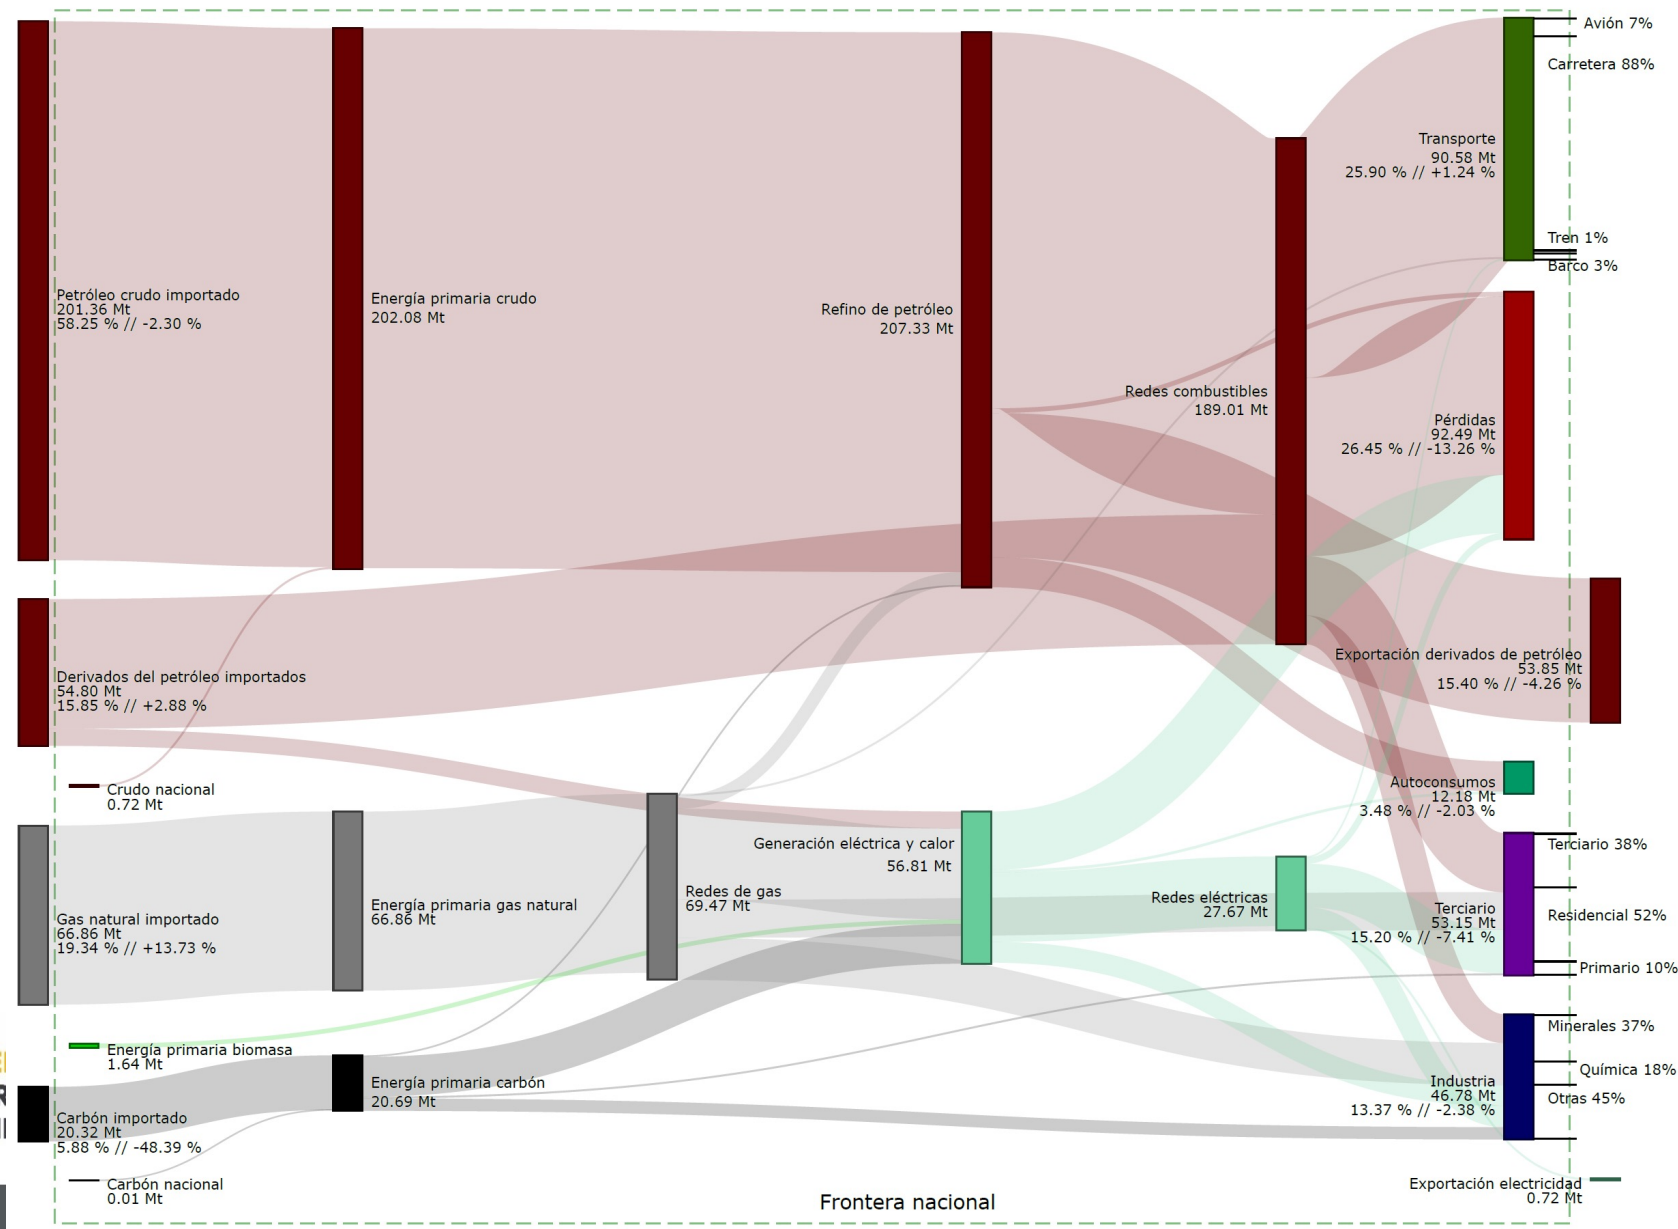 Petróleo crudo importado
201.36 Mt
58.25 % // -2.30 %
Derivados del petróleo importados
54.80 Mt
15.85 % // +2.88 %
Crudo nacional
0.72 Mt
Gas natural importado
66.86 Mt
19.34 % // +13.73 %
Energía primaria biomasa
1.64 Mt
Carbón importado
20.32 Mt
5.88 % // -48.39 %
Carbón nacional
0.01 Mt
Energía primaria crudo
202.08 Mt
Energía primaria gas natural
66.86 Mt
Energía primaria carbón
20.69 Mt
Redes de gas
69.47 Mt
Refino de petróleo
207.33 Mt
Generación eléctrica y calor
56.81 Mt
Redes combustibles
189.01 Mt
Redes eléctricas
27.67 Mt
Transporte
90.58 Mt
25.90 % // +1.24 %
Avión 7%
Carretera 88%
Tren 1%
Barco 3%
Pérdidas
92.49 Mt
26.45 % // -13.26 %
Exportación derivados de petróleo
53.85 Mt
15.40 % // -4.26 %
Autoconsumos
12.18 Mt
3.48 % // -2.03 %
Terciario
53.15 Mt
15.20 % // -7.41 %
Terciario 38%
Residencial 52%
Primario 10%
Industria
46.78 Mt
13.37 % // -2.38 %
Minerales 37%
Química 18%
Otras 45%
Exportación electricidad
0.72 Mt
Frontera nacional